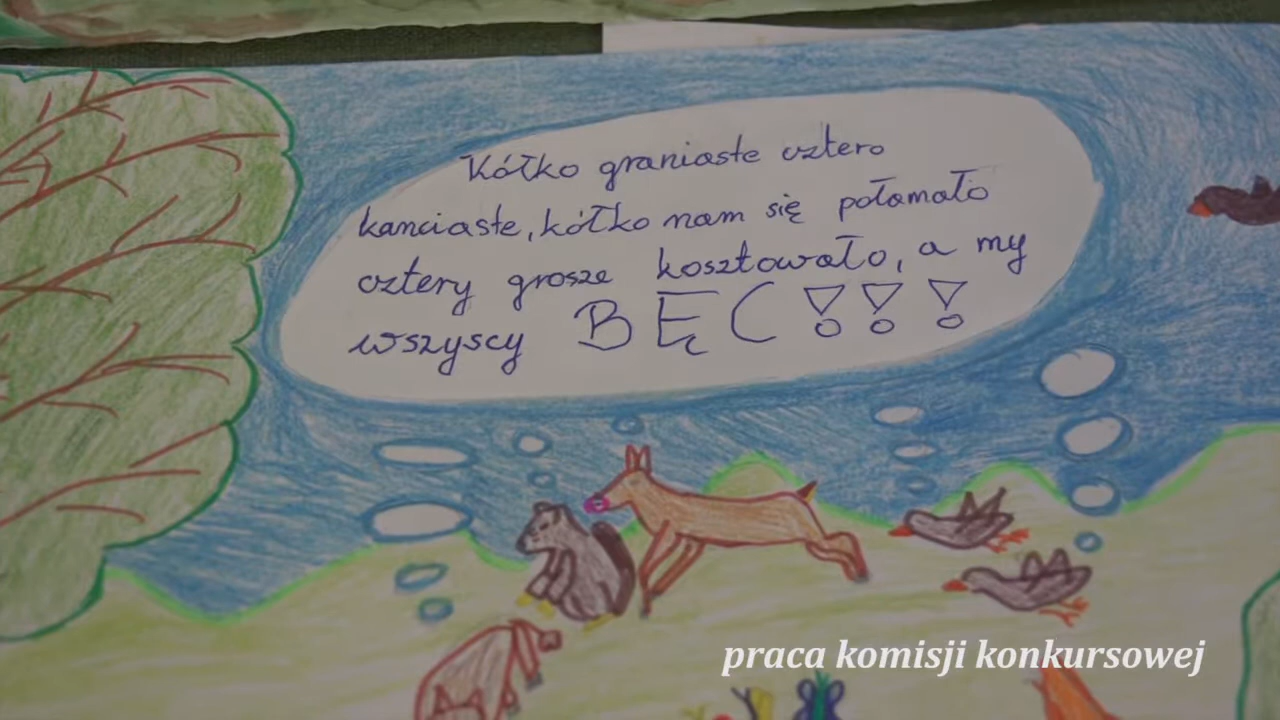 Kółko graniaste cztero
kanciaste, kółko nam się połamało
cztery grosze kosztowało, a my
wszyscy BĘC!!!
praca komisji konkursowej